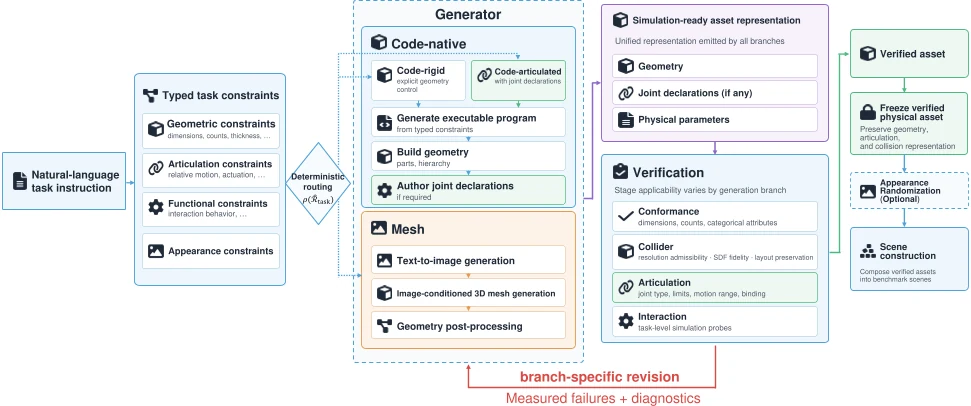 Natural-language
task instruction
Typed task constraints
Geometric constraints
dimensions, counts, thickness, ...
Articulation constraints
relative motion, actuation, ...
Functional constraints
interaction behavior, ...
Appearance constraints
Deterministic
routing
Generator
Code-native
Code-rigid
explicit geometry
control
Code-articulated
with joint declarations
Generate executable program
from typed constraints
Build geometry
parts, hierarchy
Author joint declarations
if required
Mesh
Text-to-image generation
Image-conditioned 3D mesh generation
Geometry post-processing
Simulation-ready asset representation
Unified representation emitted by all branches
Geometry
Joint declarations (if any)
Physical parameters
Verification
Stage applicability varies by generation branch
Conformance
dimensions, counts, categorical attributes
Collider
resolution admissibility · SDF fidelity · layout preservation
Articulation
joint type, limits, motion range, binding
Interaction
task-level simulation probes
branch-specific revision
Measured failures + diagnostics
Verified asset
Freeze verified
physical asset
Preserve geometry,
articulation,
and collision representation
Appearance
Randomization
(Optional)
Scene
construction
Compose verified assets
into benchmark scenes